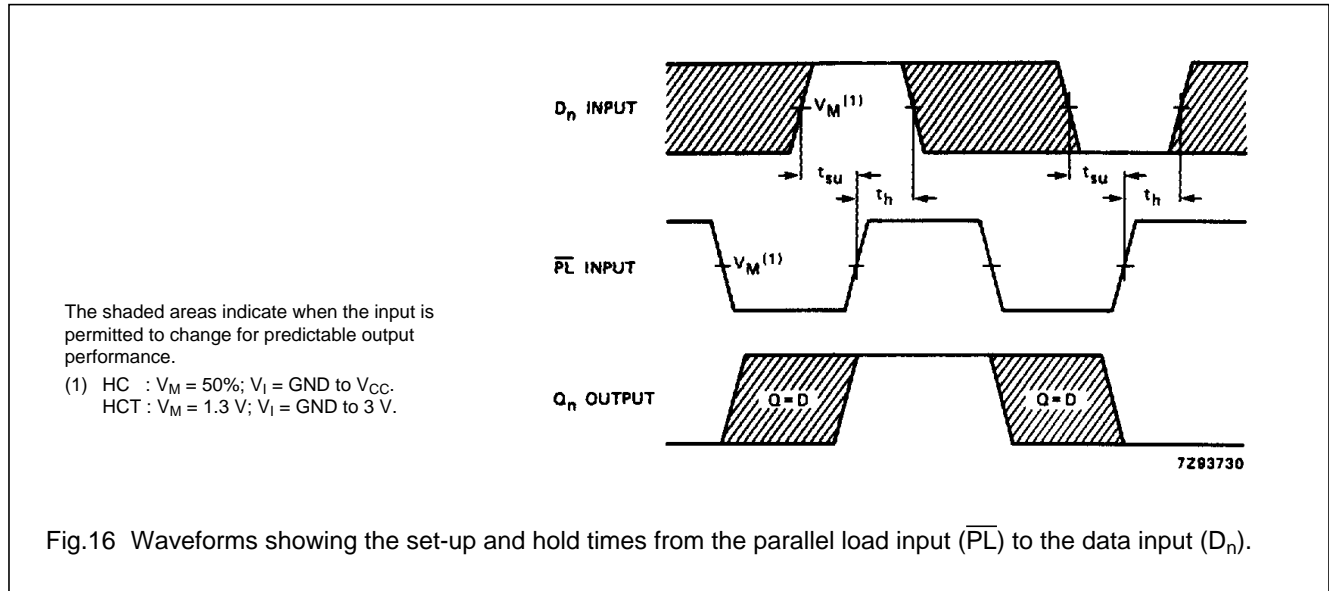 Dn INPUT
VM(1)
tsu
th
tsu
th
PL INPUT
VM(1)
The shaded areas indicate when the input is
permitted to change for predictable output
performance.
(1) HC : VM = 50%; VI = GND to VCC.
HCT : VM = 1.3 V; VI = GND to 3 V.
Qn OUTPUT
Q = D
Q = D
7Z93730
Fig.16 Waveforms showing the set-up and hold times from the parallel load input (P̅L̅) to the data input (Dn).